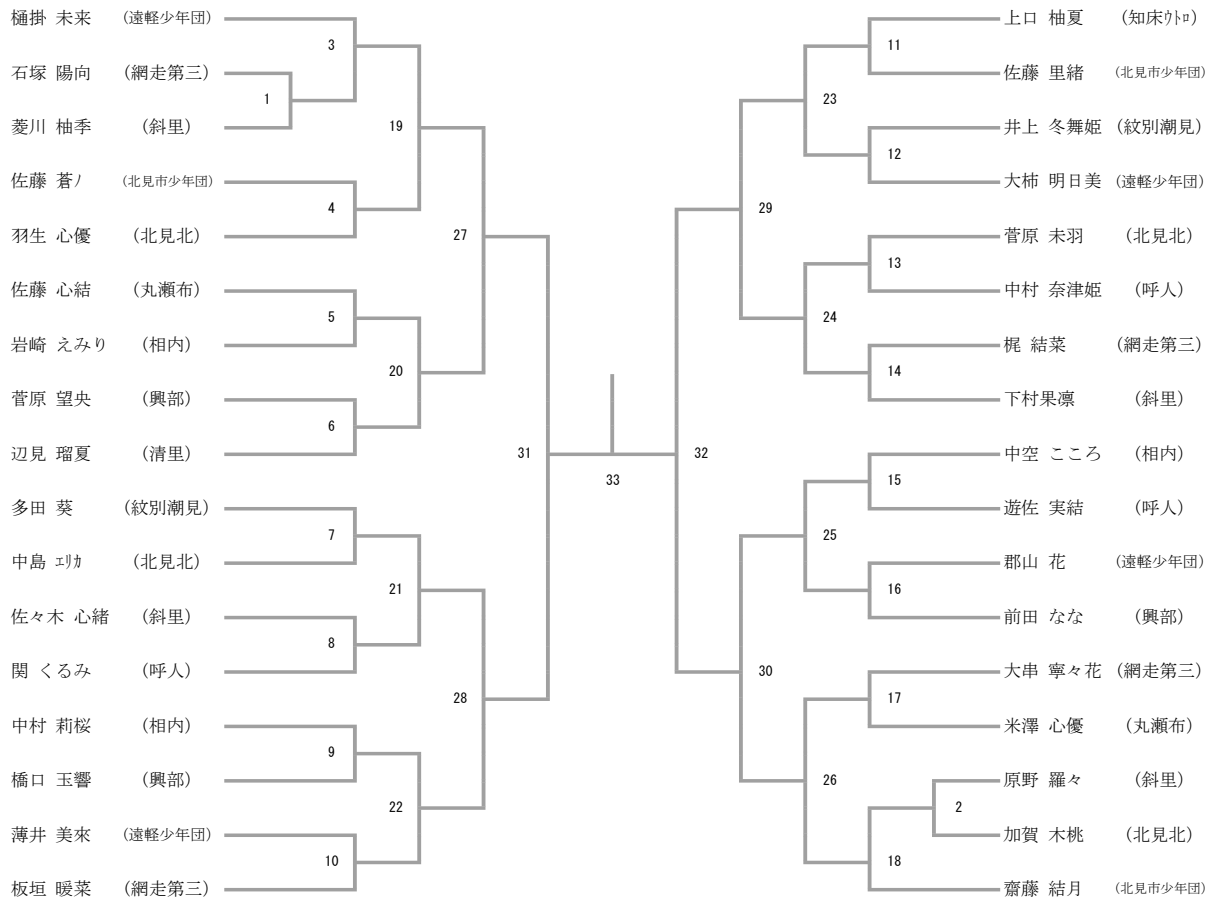 樋掛 未来 (遠軽少年団)
3
石塚 陽向 (網走第三)
1
菱川 柚季 (斜里)
19
佐藤 蒼ノ (北見市少年団)
4
羽生 心優 (北見北)
27
佐藤 心結 (丸瀬布)
5
岩崎 えみり (相内)
20
菅原 望央 (興部)
6
辺見 瑠夏 (清里)
31
多田 葵 (紋別潮見)
7
中島 ｴﾘｶ (北見北)
21
佐々木 心緒 (斜里)
8
関 くるみ (呼人)
28
中村 莉桜 (相内)
9
橋口 玉響 (興部)
22
薄井 美來 (遠軽少年団)
10
板垣 暖菜 (網走第三)
33
上口 柚夏 (知床ｳﾄﾛ)
11
佐藤 里緒 (北見市少年団)
23
井上 冬舞姫 (紋別潮見)
12
大柿 明日美 (遠軽少年団)
29
菅原 未羽 (北見北)
13
中村 奈津姫 (呼人)
24
梶 結菜 (網走第三)
14
下村果凛 (斜里)
32
中空 こころ (相内)
15
遊佐 実結 (呼人)
25
郡山 花 (遠軽少年団)
16
前田 なな (興部)
30
大串 寧々花 (網走第三)
17
米澤 心優 (丸瀬布)
26
原野 羅々 (斜里)
2
加賀 木桃 (北見北)
18
齋藤 結月 (北見市少年団)